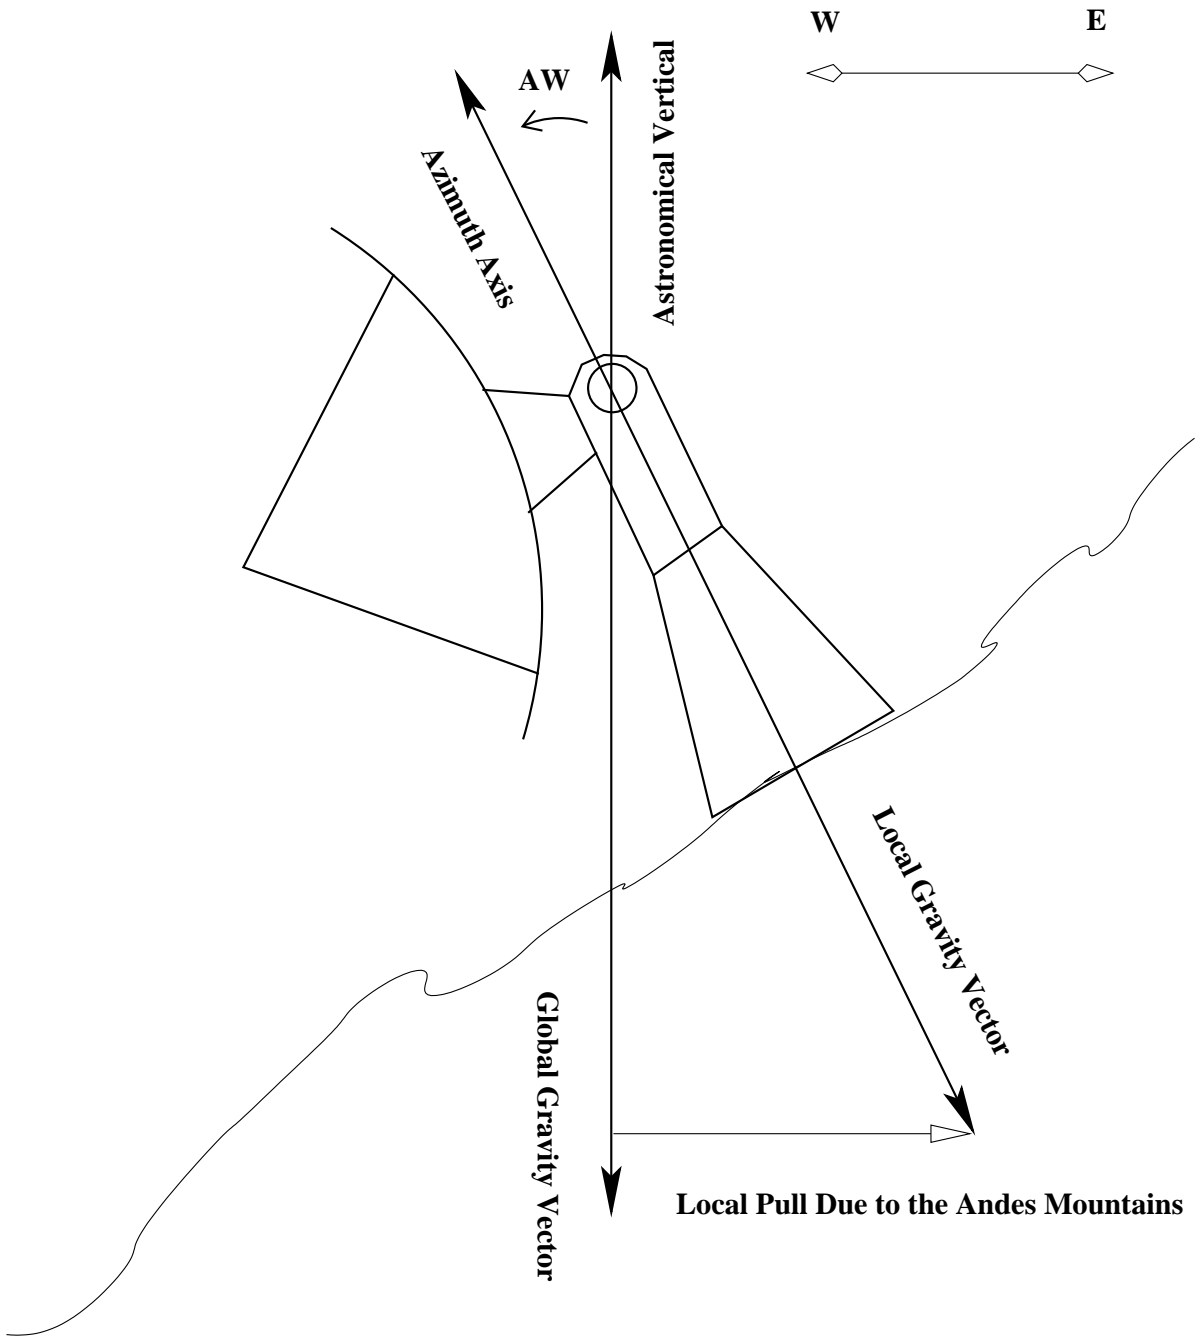 W
E
AW
Astronomical Vertical
Azimuth Axis
Local Gravity Vector
Global Gravity Vector
Local Pull Due to the Andes Mountains